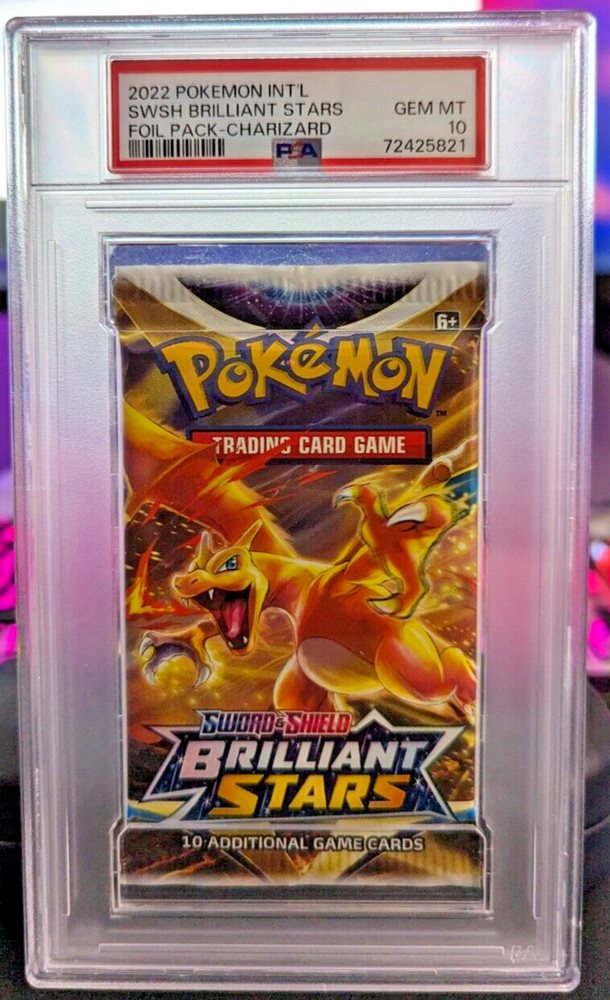 2022 POKEMON INT'L
SWSH BRILLIANT STARS GEM MT
FOIL PACK-CHARIZARD 10
PSA 72425821
6+
POKéMON
TM
TRADING CARD GAME
SWORD & SHIELD
BRILLIANT
STARS
10 ADDITIONAL GAME CARDS